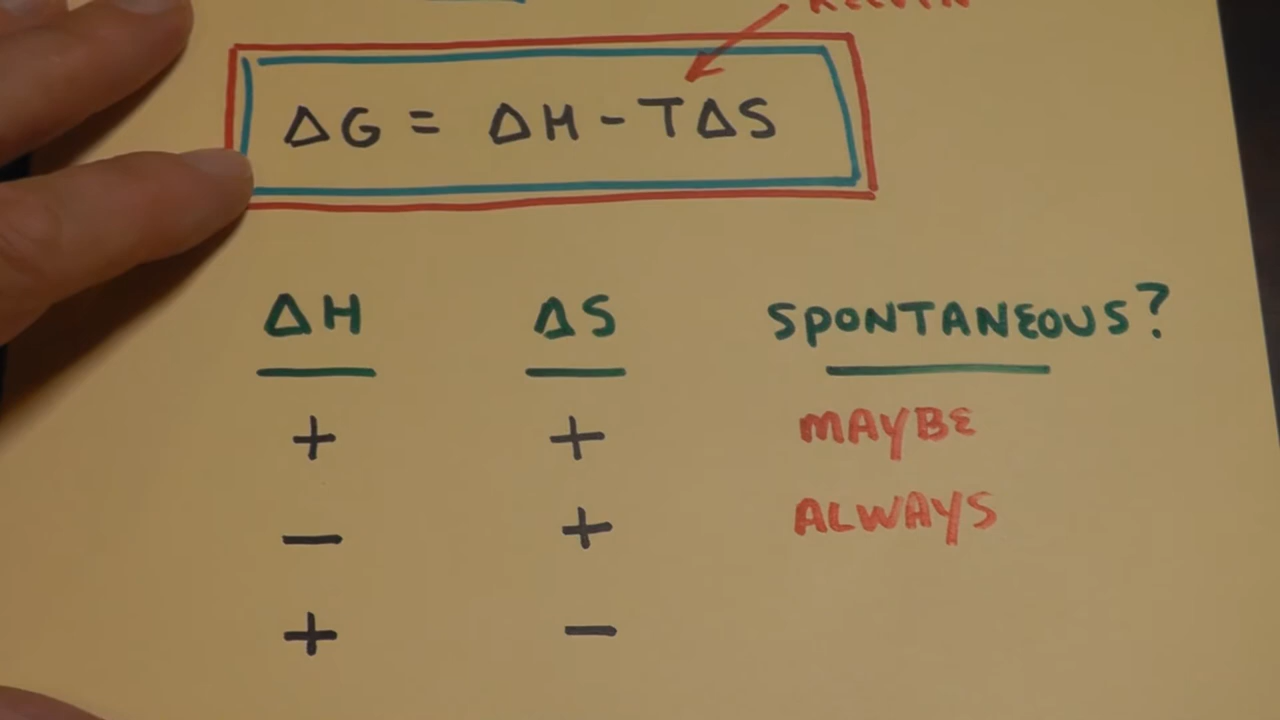 ΔG = ΔH - TΔS
ΔH ΔS SPONTANEOUS?
+ + MAYBE
- + ALWAYS
+ -